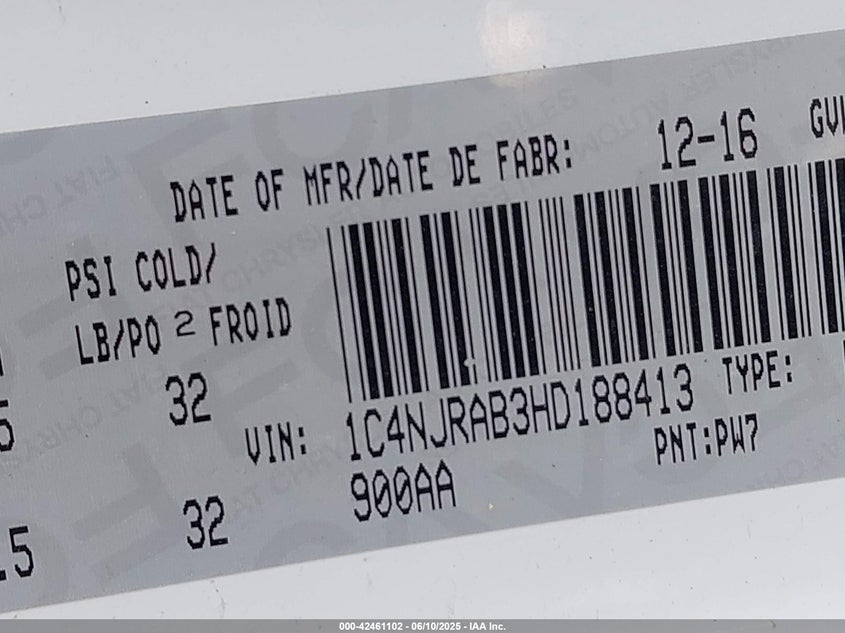 DATE OF MFR/DATE DE FABR: 12-16
PSI COLD/
LB/PO 2 FROID
32
VIN: 1C4NJRAB3HD188413 TYPE:
900AA PNT:PW7
32
000-42461102 - 06/10/2025 - IAA Inc.